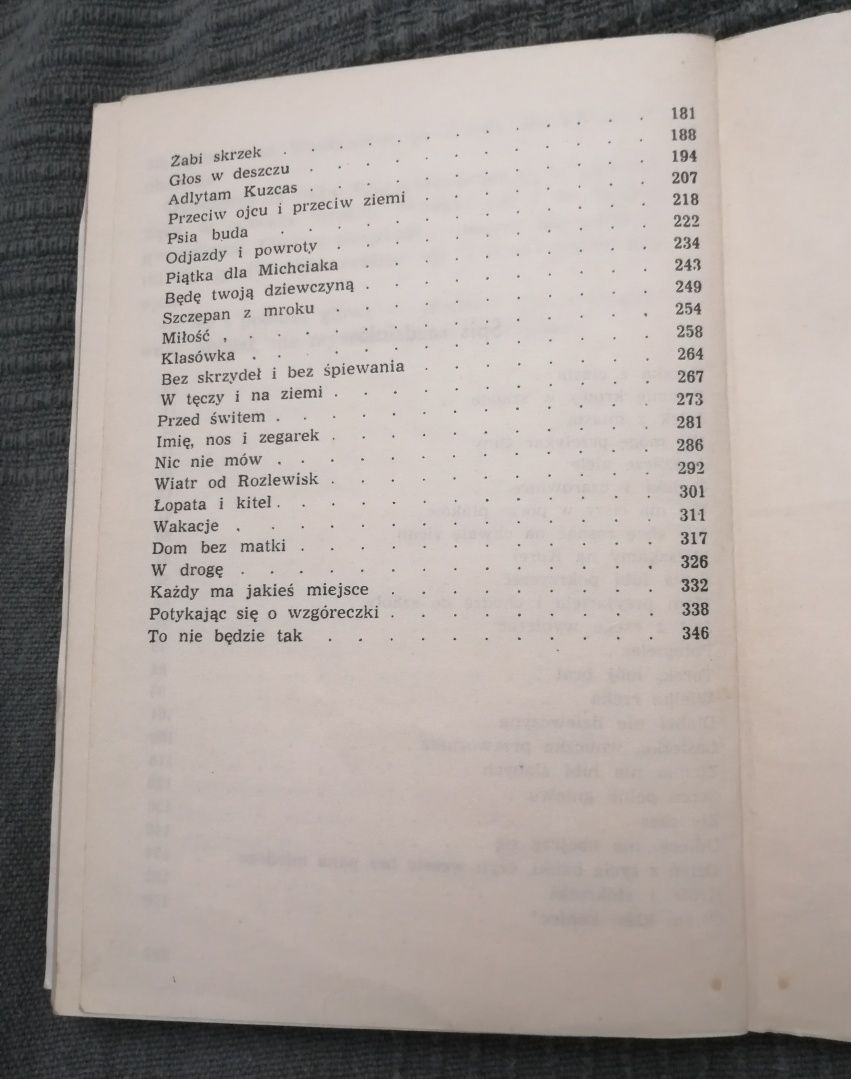 Żabi skrzek . . . . . . . . . . . . . 181
Głos w deszczu . . . . . . . . . . . . 188
Adlytam Kuzcas . . . . . . . . . . . . 194
Przeciw ojcu i przeciw ziemi . . . . . . . . 207
Psia buda . . . . . . . . . . . . . 218
Odjazdy i powroty . . . . . . . . . . . 222
Piątka dla Michciaka . . . . . . . . . . 234
Będę twoją dziewczyną . . . . . . . . . . 243
Szczepan z mroku . . . . . . . . . . . 249
Miłość . . . . . . . . . . . . . . 254
Klasówka . . . . . . . . . . . . . 258
Bez skrzydeł i bez śpiewania . . . . . . . . 264
W tęczy i na ziemi . . . . . . . . . . . 267
Przed świtem . . . . . . . . . . . . . 273
Imię, nos i zegarek . . . . . . . . . . . 281
Nic nie mów . . . . . . . . . . . . . 286
Wiatr od Rozlewisk . . . . . . . . . . . 292
Łopata i kitel . . . . . . . . . . . . . 301
Wakacje . . . . . . . . . . . . . . 311
Dom bez matki . . . . . . . . . . . . 317
W drogę . . . . . . . . . . . . . . 326
Każdy ma jakieś miejsce . . . . . . . . . 332
Potykając się o wzgóreczki . . . . . . . . . 338
To nie będzie tak . . . . . . . . . . . 346